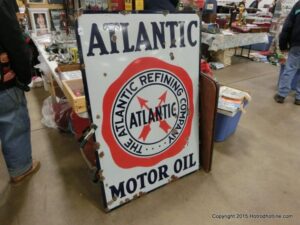 ATLANTIC
THE ATLANTIC REFINING COMPANY
ATLANTIC
MOTOR OIL
Copyright 2015 Hotrodhotline.com